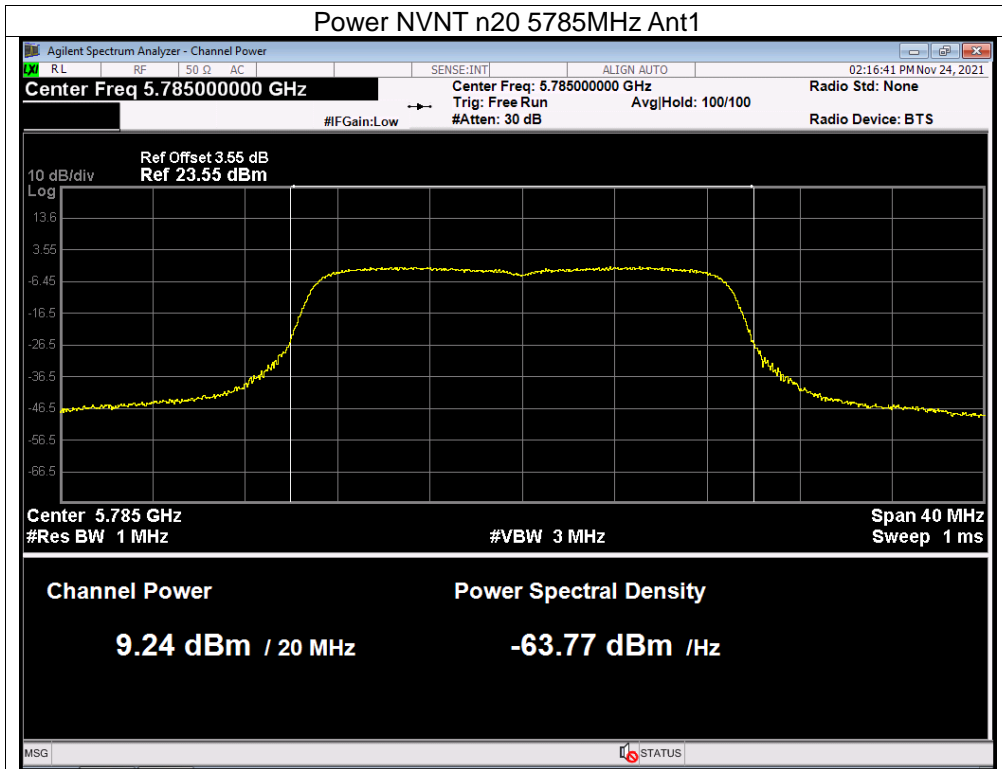 Power NVNT n20 5785MHz Ant1
Agilent Spectrum Analyzer - Channel Power
LXI RL RF 50 Ω AC SENSE:INT ALIGN AUTO 02:16:41 PM Nov 24, 2021
Center Freq 5.785000000 GHz
Center Freq: 5.785000000 GHz
Radio Std: None
Trig: Free Run Avg|Hold: 100/100
#IFGain:Low #Atten: 30 dB Radio Device: BTS
Ref Offset 3.55 dB
10 dB/div Ref 23.55 dBm
Log
13.6
3.55
-6.45
-16.5
-26.5
-36.5
-46.5
-56.5
-66.5
Center 5.785 GHz Span 40 MHz
#Res BW 1 MHz #VBW 3 MHz Sweep 1 ms
Channel Power Power Spectral Density
9.24 dBm / 20 MHz -63.77 dBm /Hz
MSG STATUS